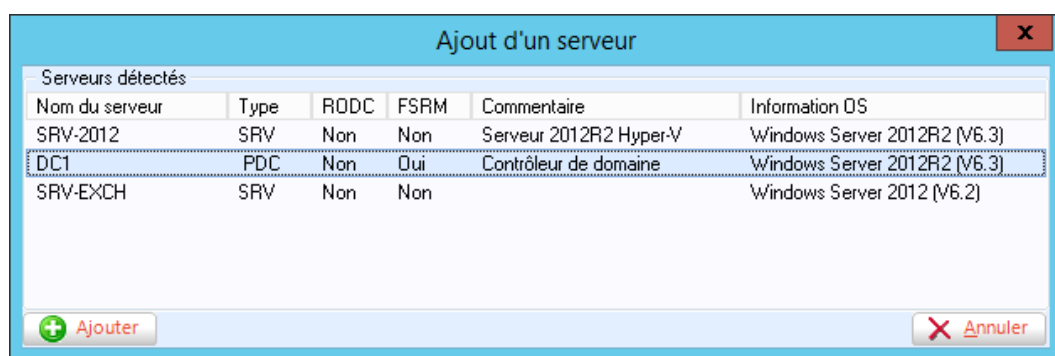 Ajout d'un serveur
x
Serveurs détectés
Nom du serveur Type RODC FSRM Commentaire Information OS
SRV-2012 SRV Non Non Serveur 2012R2 Hyper-V Windows Server 2012R2 (V6.3)
DC1 PDC Non Oui Contrôleur de domaine Windows Server 2012R2 (V6.3)
SRV-EXCH SRV Non Non Windows Server 2012 (V6.2)
Ajouter Annuler